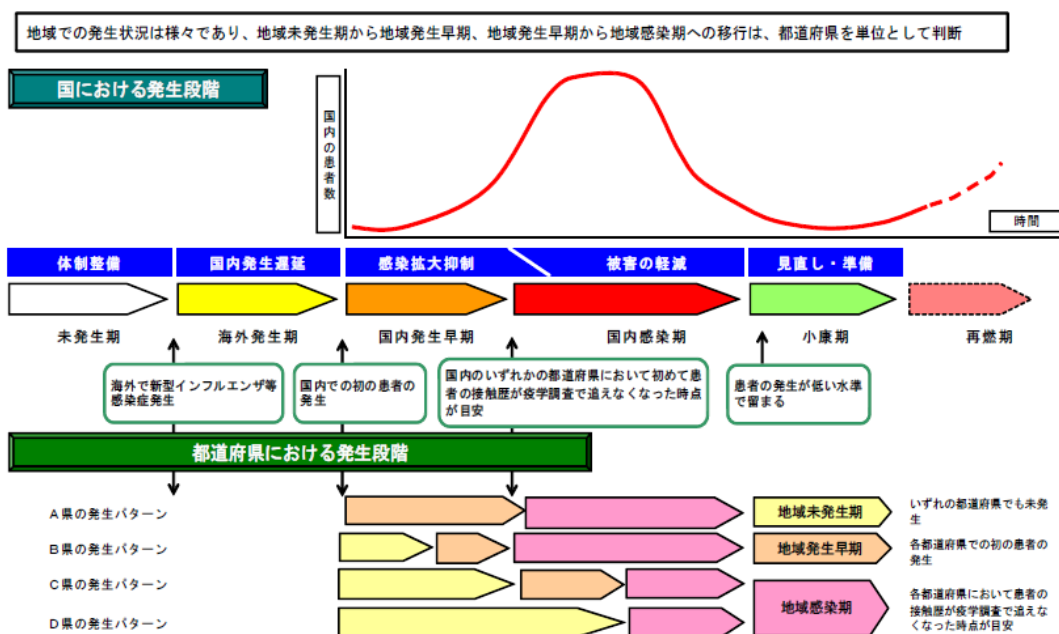 地域での発生状況は様々であり、地域未発生期から地域発生早期、地域発生早期から地域感染期への移行は、都道府県を単位として判断
国における発生段階
国内の患者数
時間
体制整備
国内発生遅延
感染拡大抑制
被害の軽減
見直し・準備
未発生期
海外発生期
国内発生早期
国内感染期
小康期
再燃期
海外で新型インフルエンザ等
感染症発生
国内での初の患者の
発生
国内のいずれかの都道府県において初めて患
者の接触歴が疫学調査で追えなくなった時点
が目安
患者の発生が低い水準
で留まる
都道府県における発生段階
A県の発生パターン
地域未発生期
いずれの都道府県でも未発
生
B県の発生パターン
地域発生早期
各都道府県での初の患者の
発生
C県の発生パターン
D県の発生パターン
地域感染期
各都道府県において患者の
接触歴が疫学調査で追えな
くなった時点が目安